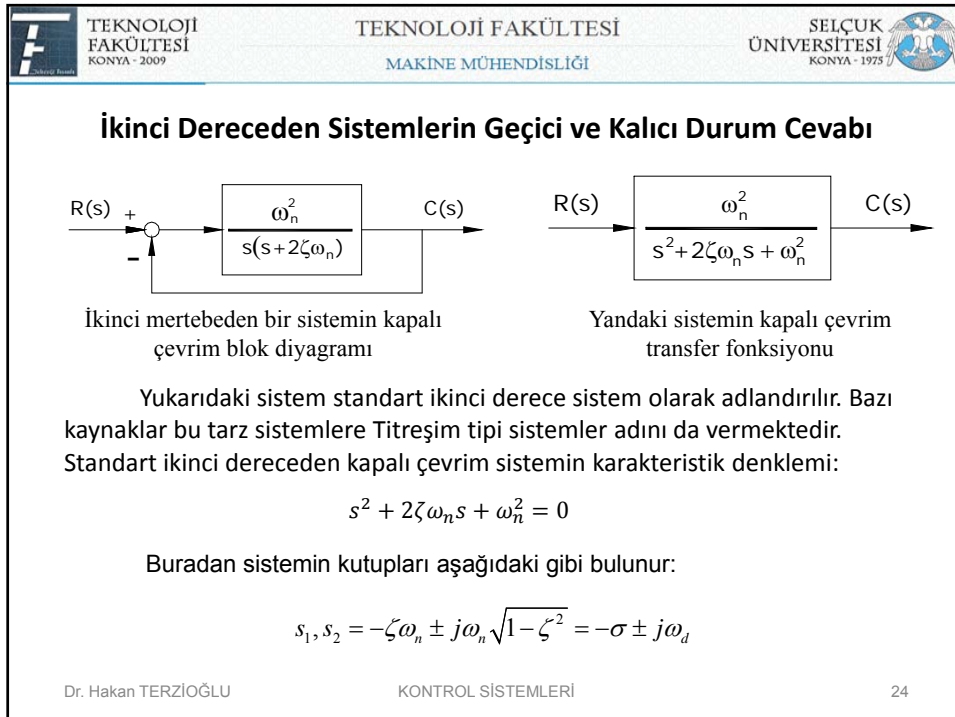 TEKNOLOJİ
FAKÜLTESİ
KONYA - 2009
TEKNOLOJİ FAKÜLTESİ
MAKİNE MÜHENDİSLİĞİ
SELÇUK
ÜNİVERSİTESİ
KONYA - 1975
İkinci Dereceden Sistemlerin Geçici ve Kalıcı Durum Cevabı
R(s) + − ωₙ² / s(s+2ζωₙ) C(s)
R(s) ωₙ² / s²+2ζωₙs + ωₙ² C(s)
İkinci mertebeden bir sistemin kapalı
çevrim blok diyagramı
Yandaki sistemin kapalı çevrim
transfer fonksiyonu
Yukarıdaki sistem standart ikinci derece sistem olarak adlandırılır. Bazı
kaynaklar bu tarz sistemlere Titreşim tipi sistemler adını da vermektedir.
Standart ikinci dereceden kapalı çevrim sistemin karakteristik denklemi:
s² + 2ζωₙs + ωₙ² = 0
Buradan sistemin kutupları aşağıdaki gibi bulunur:
s₁, s₂ = −ζωₙ ± jωₙ√(1−ζ²) = −σ ± jω_d
Dr. Hakan TERZİOĞLU
KONTROL SİSTEMLERİ
24